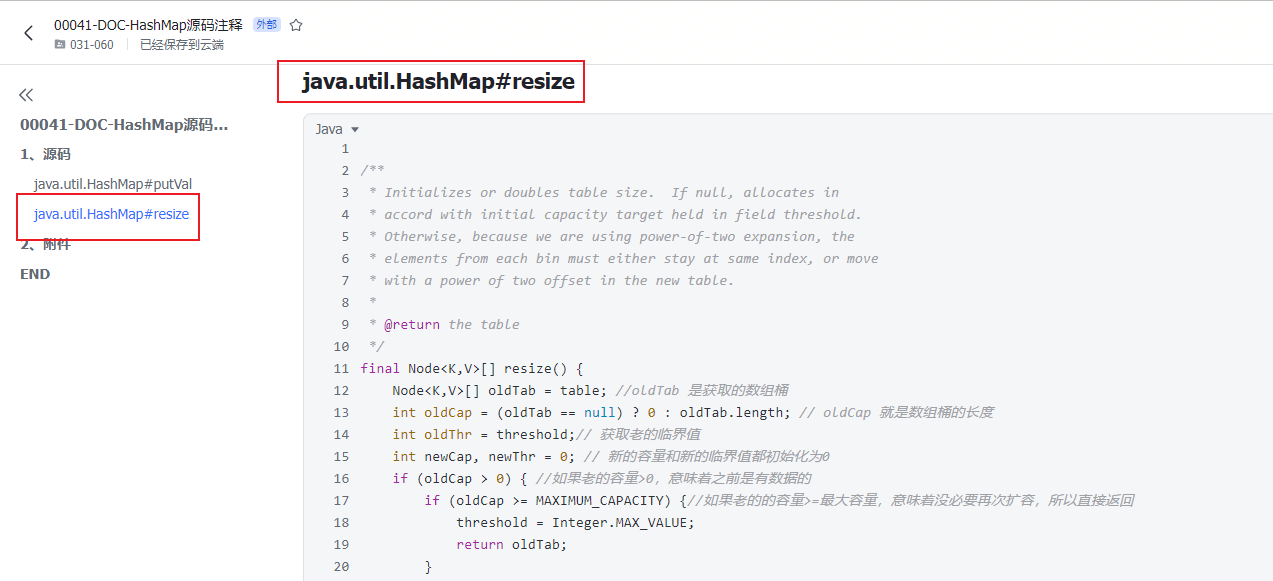 00041-DOC-HashMap源码注释 外部
031-060 已经保存到云端
00041-DOC-HashMap源码...
1、源码
java.util.HashMap#putVal
java.util.HashMap#resize
2、附件
END
java.util.HashMap#resize
Java
1
2 /**
3 * Initializes or doubles table size.  If null, allocates in
4 * accord with initial capacity target held in field threshold.
5 * Otherwise, because we are using power-of-two expansion, the
6 * elements from each bin must either stay at same index, or move
7 * with a power of two offset in the new table.
8 *
9 * @return the table
10 */
11 final Node<K,V>[] resize() {
12 Node<K,V>[] oldTab = table; //oldTab 是获取的数组桶
13 int oldCap = (oldTab == null) ? 0 : oldTab.length; // oldCap 就是数组桶的长度
14 int oldThr = threshold;// 获取老的临界值
15 int newCap, newThr = 0; // 新的容量和新的临界值都初始化为0
16 if (oldCap > 0) { //如果老的容量>0，意味着之前是有数据的
17 if (oldCap >= MAXIMUM_CAPACITY) {//如果老的的容量>=最大容量，意味着没必要再次扩容，所以直接返回
18 threshold = Integer.MAX_VALUE;
19 return oldTab;
20 }